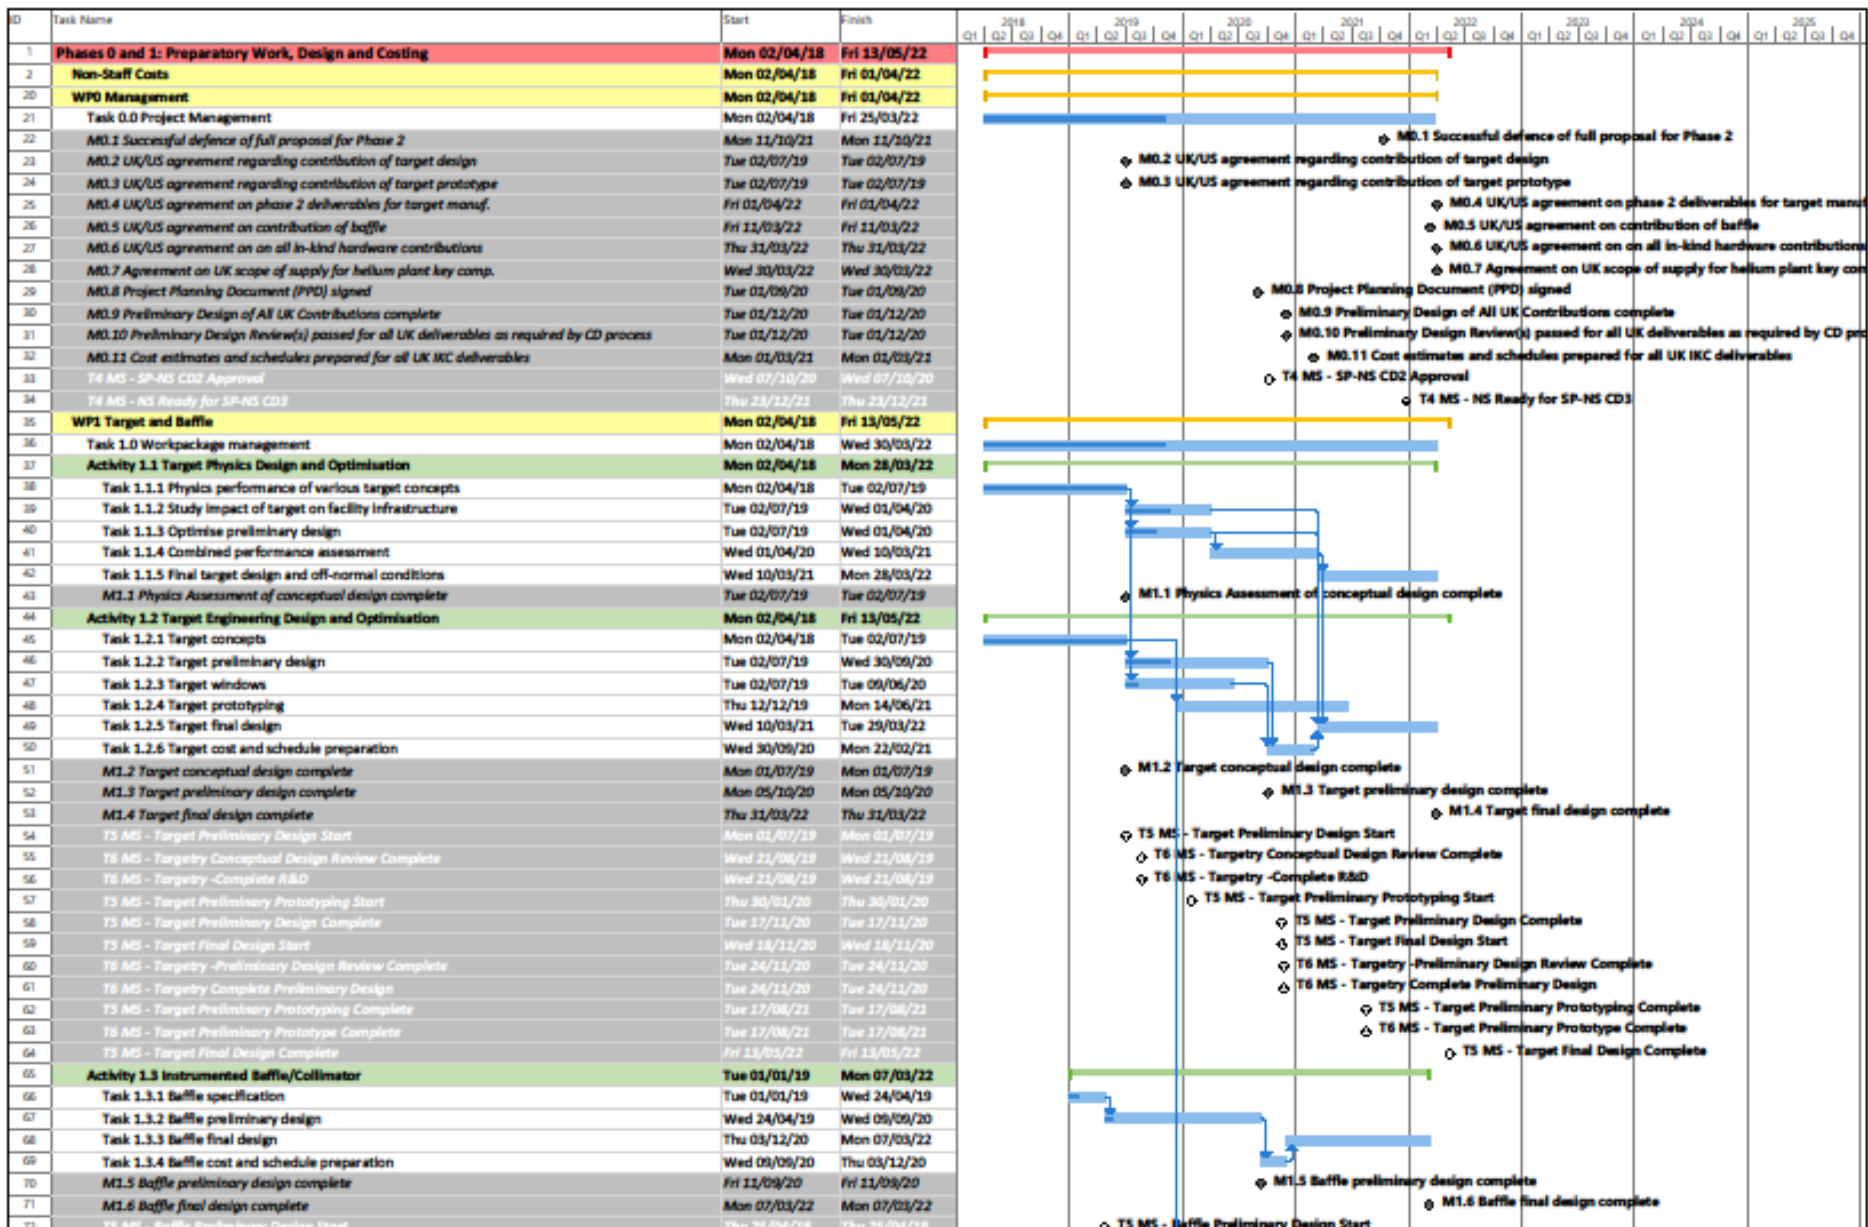 ID Task Name Start Finish 2018 2019 2020 2021 2022 2023 2024 2025
Q1 Q2 Q3 Q4 Q1 Q2 Q3 Q4 Q1 Q2 Q3 Q4 Q1 Q2 Q3 Q4 Q1 Q2 Q3 Q4 Q1 Q2 Q3 Q4 Q1 Q2 Q3 Q4 Q1 Q2 Q3 Q4
1 Phases 0 and 1: Preparatory Work, Design and Costing Mon 02/04/18 Fri 13/05/22
2 Non-Staff Costs Mon 02/04/18 Fri 01/04/22
20 WP0 Management Mon 02/04/18 Fri 01/04/22
21 Task 0.0 Project Management Mon 02/04/18 Fri 25/03/22
22 M0.1 Successful defence of full proposal for Phase 2 Mon 11/10/21 Mon 11/10/21 M0.1 Successful defence of full proposal for Phase 2
23 M0.2 UK/US agreement regarding contribution of target design Tue 02/07/19 Tue 02/07/19 M0.2 UK/US agreement regarding contribution of target design
24 M0.3 UK/US agreement regarding contribution of target prototype Tue 02/07/19 Tue 02/07/19 M0.3 UK/US agreement regarding contribution of target prototype
25 M0.4 UK/US agreement on phase 2 deliverables for target manuf. Fri 01/04/22 Fri 01/04/22 M0.4 UK/US agreement on phase 2 deliverables for target manuf
26 M0.5 UK/US agreement on contribution of baffle Fri 11/03/22 Fri 11/03/22 M0.5 UK/US agreement on contribution of baffle
27 M0.6 UK/US agreement on on all in-kind hardware contributions Thu 31/03/22 Thu 31/03/22 M0.6 UK/US agreement on on all in-kind hardware contributions
28 M0.7 Agreement on UK scope of supply for helium plant key comp. Wed 30/03/22 Wed 30/03/22 M0.7 Agreement on UK scope of supply for helium plant key con
29 M0.8 Project Planning Document (PPD) signed Tue 01/09/20 Tue 01/09/20 M0.8 Project Planning Document (PPD) signed
30 M0.9 Preliminary Design of All UK Contributions complete Tue 01/12/20 Tue 01/12/20 M0.9 Preliminary Design of All UK Contributions complete
31 M0.10 Preliminary Design Review(s) passed for all UK deliverables as required by CD process Tue 01/12/20 Tue 01/12/20 M0.10 Preliminary Design Review(s) passed for all UK deliverables as required by CD prc
32 M0.11 Cost estimates and schedules prepared for all UK IKC deliverables Mon 01/03/21 Mon 01/03/21 M0.11 Cost estimates and schedules prepared for all UK IKC deliverables
33 T4 MS - SP-NS CD2 Approval Wed 07/10/20 Wed 07/10/20 T4 MS - SP-NS CD2 Approval
34 T4 MS - NS Ready for SP-NS CD3 Thu 23/12/21 Thu 23/12/21 T4 MS - NS Ready for SP-NS CD3
35 WP1 Target and Baffle Mon 02/04/18 Fri 13/05/22
36 Task 1.0 Workpackage management Mon 02/04/18 Wed 30/03/22
37 Activity 1.1 Target Physics Design and Optimisation Mon 02/04/18 Mon 28/03/22
38 Task 1.1.1 Physics performance of various target concepts Mon 02/04/18 Tue 02/07/19
39 Task 1.1.2 Study impact of target on facility infrastructure Tue 02/07/19 Wed 01/04/20
40 Task 1.1.3 Optimise preliminary design Tue 02/07/19 Wed 01/04/20
41 Task 1.1.4 Combined performance assessment Wed 01/04/20 Wed 10/03/21
42 Task 1.1.5 Final target design and off-normal conditions Wed 10/03/21 Mon 28/03/22
43 M1.1 Physics Assessment of conceptual design complete Tue 02/07/19 Tue 02/07/19 M1.1 Physics Assessment of conceptual design complete
44 Activity 1.2 Target Engineering Design and Optimisation Mon 02/04/18 Fri 13/05/22
45 Task 1.2.1 Target concepts Mon 02/04/18 Tue 02/07/19
46 Task 1.2.2 Target preliminary design Tue 02/07/19 Wed 30/09/20
47 Task 1.2.3 Target windows Tue 02/07/19 Tue 09/06/20
48 Task 1.2.4 Target prototyping Thu 12/12/19 Mon 14/06/21
49 Task 1.2.5 Target final design Wed 10/03/21 Tue 29/03/22
50 Task 1.2.6 Target cost and schedule preparation Wed 30/09/20 Mon 22/02/21
51 M1.2 Target conceptual design complete Mon 01/07/19 Mon 01/07/19 M1.2 Target conceptual design complete
52 M1.3 Target preliminary design complete Mon 05/10/20 Mon 05/10/20 M1.3 Target preliminary design complete
53 M1.4 Target final design complete Thu 31/03/22 Thu 31/03/22 M1.4 Target final design complete
54 T5 MS - Target Preliminary Design Start Mon 01/07/19 Mon 01/07/19 T5 MS - Target Preliminary Design Start
55 T6 MS - Targetry Conceptual Design Review Complete Wed 21/08/19 Wed 21/08/19 T6 MS - Targetry Conceptual Design Review Complete
56 T6 MS - Targetry -Complete R&D Wed 21/08/19 Wed 21/08/19 T6 MS - Targetry -Complete R&D
57 T5 MS - Target Preliminary Prototyping Start Thu 30/01/20 Thu 30/01/20 T5 MS - Target Preliminary Prototyping Start
58 T5 MS - Target Preliminary Design Complete Tue 17/11/20 Tue 17/11/20 T5 MS - Target Preliminary Design Complete
59 T5 MS - Target Final Design Start Wed 18/11/20 Wed 18/11/20 T5 MS - Target Final Design Start
60 T6 MS - Targetry -Preliminary Design Review Complete Tue 24/11/20 Tue 24/11/20 T6 MS - Targetry -Preliminary Design Review Complete
61 T6 MS - Targetry Complete Preliminary Design Tue 24/11/20 Tue 24/11/20 T6 MS - Targetry Complete Preliminary Design
62 T5 MS - Target Preliminary Prototyping Complete Tue 17/08/21 Tue 17/08/21 T5 MS - Target Preliminary Prototyping Complete
63 T6 MS - Target Preliminary Prototype Complete Tue 17/08/21 Tue 17/08/21 T6 MS - Target Preliminary Prototype Complete
64 T5 MS - Target Final Design Complete Fri 13/05/22 Fri 13/05/22 T5 MS - Target Final Design Complete
65 Activity 1.3 Instrumented Baffle/Collimator Tue 01/01/19 Mon 07/03/22
66 Task 1.3.1 Baffle specification Tue 01/01/19 Wed 24/04/19
67 Task 1.3.2 Baffle preliminary design Wed 24/04/19 Wed 09/09/20
68 Task 1.3.3 Baffle final design Thu 03/12/20 Mon 07/03/22
69 Task 1.3.4 Baffle cost and schedule preparation Wed 09/09/20 Thu 03/12/20
70 M1.5 Baffle preliminary design complete Fri 11/09/20 Fri 11/09/20 M1.5 Baffle preliminary design complete
71 M1.6 Baffle final design complete Mon 07/03/22 Mon 07/03/22 M1.6 Baffle final design complete
72 T5 MS - Baffle Preliminary Design Start Thu 25/04/19 Thu 25/04/19 T5 MS - Baffle Preliminary Design Start